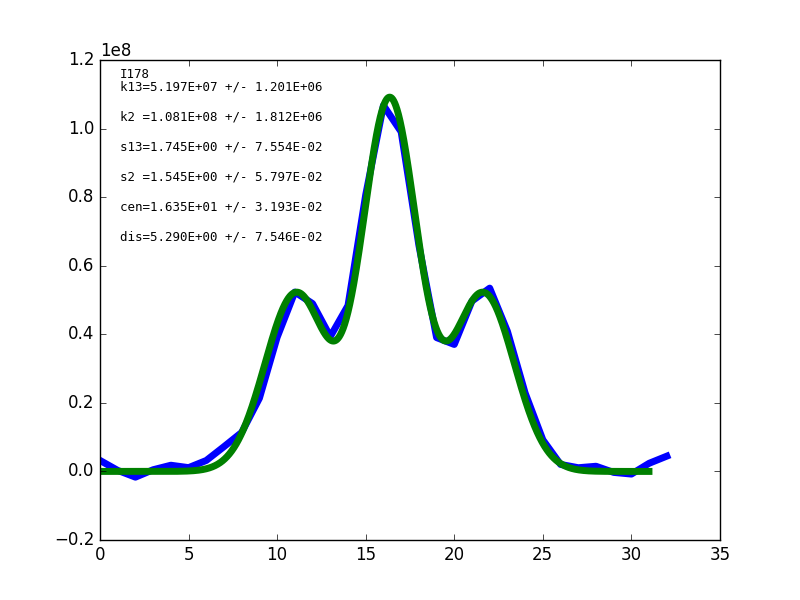 1e8
I178
k13=5.197E+07 +/- 1.201E+06
k2 =1.081E+08 +/- 1.812E+06
s13=1.745E+00 +/- 7.554E-02
s2 =1.545E+00 +/- 5.797E-02
cen=1.635E+01 +/- 3.193E-02
dis=5.290E+00 +/- 7.546E-02
1.2
1.0
0.8
0.6
0.4
0.2
0.0
−0.2
0 5 10 15 20 25 30 35